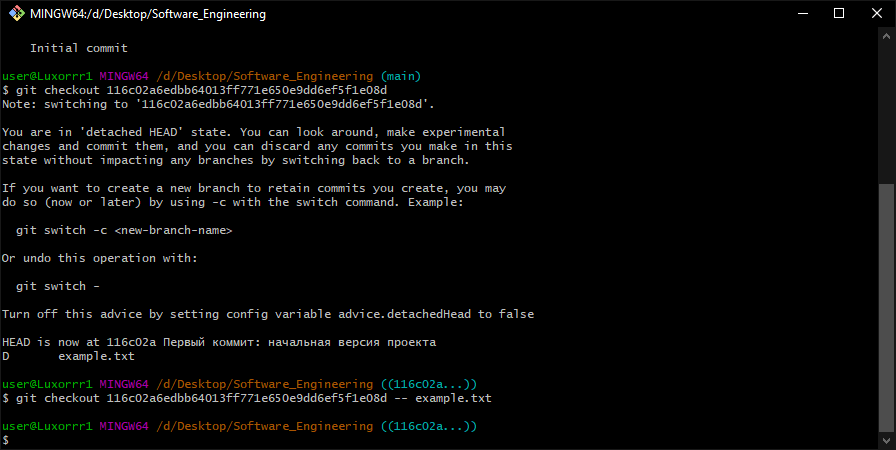 MINGW64:/d/Desktop/Software_Engineering
Initial commit
user@Luxorrr1 MINGW64 /d/Desktop/Software_Engineering (main)
$ git checkout 116c02a6edbb64013ff771e650e9dd6ef5f1e08d
Note: switching to '116c02a6edbb64013ff771e650e9dd6ef5f1e08d'.
You are in 'detached HEAD' state. You can look around, make experimental
changes and commit them, and you can discard any commits you make in this
state without impacting any branches by switching back to a branch.
If you want to create a new branch to retain commits you create, you may
do so (now or later) by using -c with the switch command. Example:
git switch -c <new-branch-name>
Or undo this operation with:
git switch -
Turn off this advice by setting config variable advice.detachedHead to false
HEAD is now at 116c02a Первый коммит: начальная версия проекта
D       example.txt
user@Luxorrr1 MINGW64 /d/Desktop/Software_Engineering ((116c02a...))
$ git checkout 116c02a6edbb64013ff771e650e9dd6ef5f1e08d -- example.txt
user@Luxorrr1 MINGW64 /d/Desktop/Software_Engineering ((116c02a...))
$